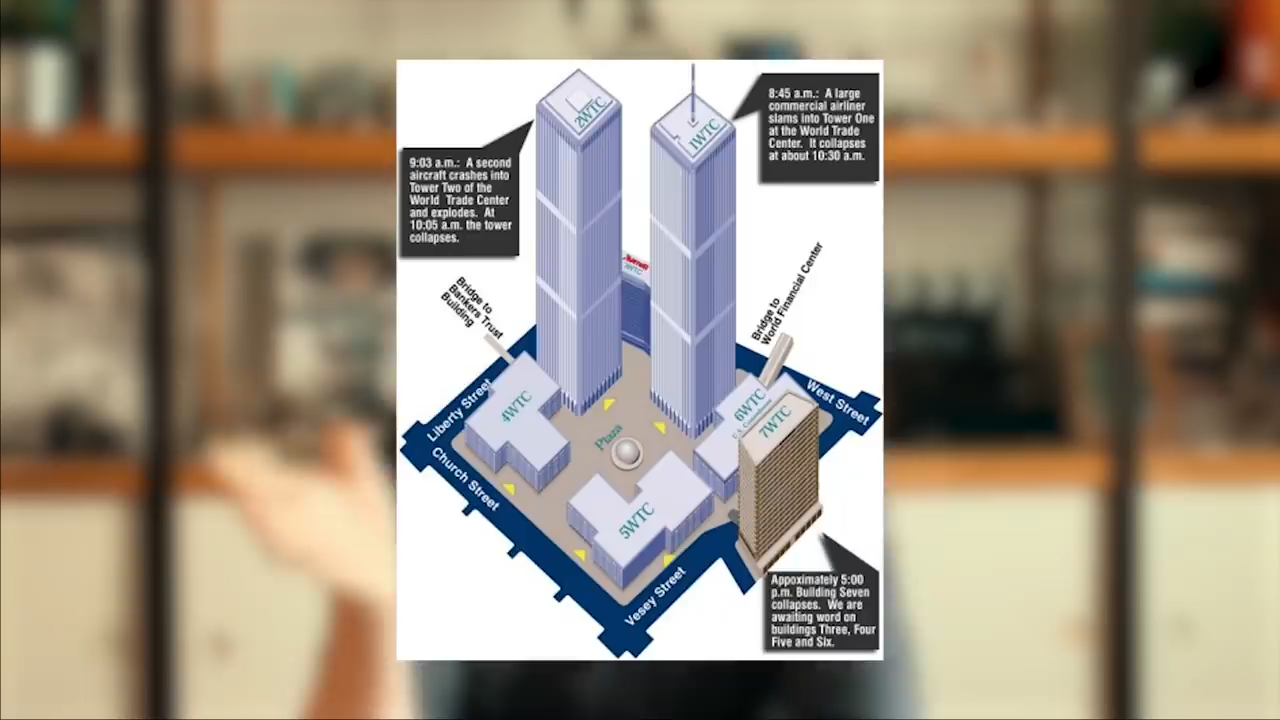 2WTC
1WTC
8:45 a.m.: A large
commercial airliner
slams into Tower One
at the World Trade
Center. It collapses
at about 10:30 a.m.
9:03 a.m.: A second
aircraft crashes into
Tower Two of the
World Trade Center
and explodes. At
10:05 a.m. the tower
collapses.
Bridge to
Bankers Trust
Building
Bridge to
World Financial Center
West Street
Liberty Street
Church Street
Vesey Street
4WTC
Plaza
5WTC
6WTC
7WTC
Appoximately 5:00
p.m. Building Seven
collapses. We are
awaiting word on
buildings Three, Four
Five and Six.